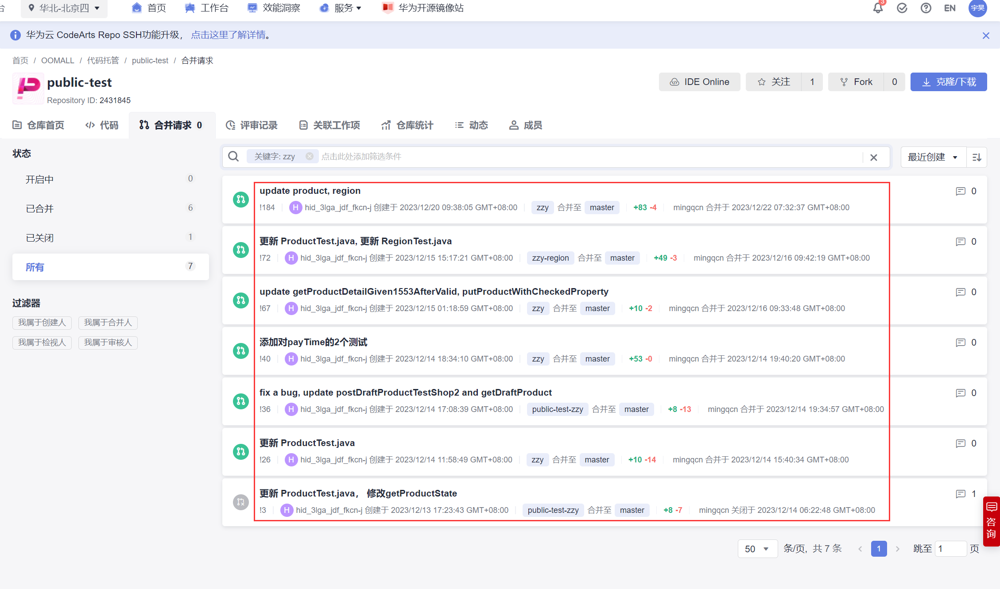 台 华北-北京四 首页 工作台 效能洞察 服务 华为开源镜像站 3 EN 宇昊
华为云 CodeArts Repo SSH功能升级， 点击这里了解详情。
首页 / OOMALL / 代码托管 / public-test / 合并请求
public-test
Repository ID: 2431845
IDE Online 关注 1 Fork 0 克隆/下载
仓库首页 代码 合并请求 0 评审记录 关联工作项 仓库统计 动态 成员
状态
开启中 0
已合并 6
已关闭 1
所有 7
过滤器
我属于创建人 我属于合并人
我属于检视人 我属于审核人
关键字: zzy 点击此处添加筛选条件 最近创建
update product, region 0
!184 H hid_3lga_jdf_fkcn-j 创建于 2023/12/20 09:38:05 GMT+08:00 zzy 合并至 master +83 -4 mingqcn 合并于 2023/12/22 07:32:37 GMT+08:00
更新 ProductTest.java, 更新 RegionTest.java 0
!72 H hid_3lga_jdf_fkcn-j 创建于 2023/12/15 15:17:21 GMT+08:00 zzy-region 合并至 master +49 -3 mingqcn 合并于 2023/12/16 09:42:19 GMT+08:00
update getProductDetailGiven1553AfterValid, putProductWithCheckedProperty 0
!67 H hid_3lga_jdf_fkcn-j 创建于 2023/12/15 01:18:59 GMT+08:00 zzy 合并至 master +10 -2 mingqcn 合并于 2023/12/16 09:33:48 GMT+08:00
添加对payTime的2个测试 0
!40 H hid_3lga_jdf_fkcn-j 创建于 2023/12/14 18:34:10 GMT+08:00 zzy 合并至 master +53 -0 mingqcn 合并于 2023/12/14 19:40:20 GMT+08:00
fix a bug, update postDraftProductTestShop2 and getDraftProduct 0
!36 H hid_3lga_jdf_fkcn-j 创建于 2023/12/14 17:08:39 GMT+08:00 public-test-zzy 合并至 master +8 -13 mingqcn 合并于 2023/12/14 19:34:57 GMT+08:00
更新 ProductTest.java 0
!26 H hid_3lga_jdf_fkcn-j 创建于 2023/12/14 11:58:49 GMT+08:00 zzy 合并至 master +10 -14 mingqcn 合并于 2023/12/14 15:40:34 GMT+08:00
更新 ProductTest.java， 修改getProductState 1
!3 H hid_3lga_jdf_fkcn-j 创建于 2023/12/13 17:23:43 GMT+08:00 public-test-zzy 合并至 master +8 -7 mingqcn 关闭于 2023/12/14 06:22:48 GMT+08:00
咨询
50 条/页, 共 7 条 1 跳至 1 页